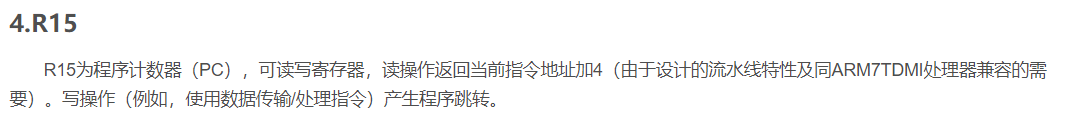 4.R15
R15为程序计数器（PC），可读写寄存器，读操作返回当前指令地址加4（由于设计的流水线特性及同ARM7TDMI处理器兼容的需
要）。写操作（例如，使用数据传输/处理指令）产生程序跳转。